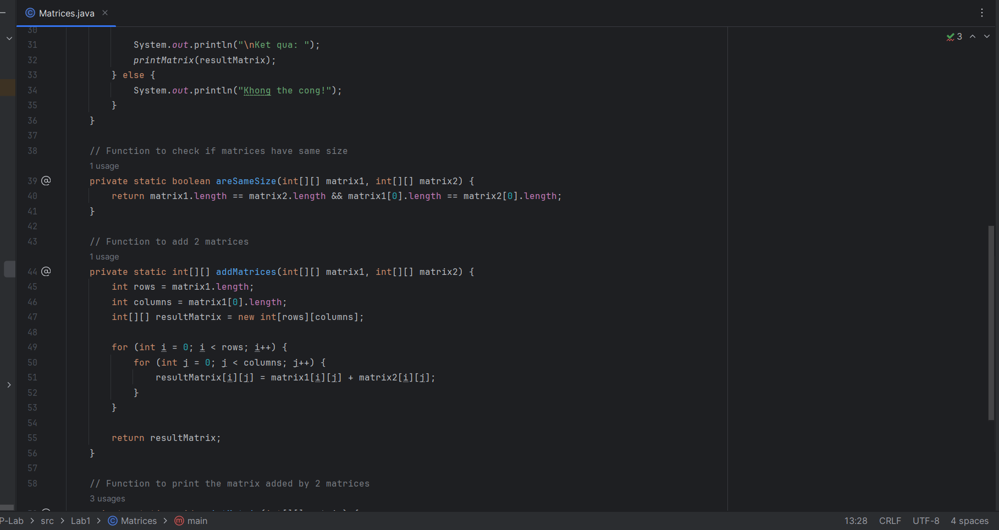 Matrices.java
3
30
31 System.out.println("\nKet qua: ");
32 printMatrix(resultMatrix);
33 } else {
34 System.out.println("Khong the cong!");
35 }
36 }
37
38 // Function to check if matrices have same size
1 usage
39 @ private static boolean areSameSize(int[][] matrix1, int[][] matrix2) {
40 return matrix1.length == matrix2.length && matrix1[0].length == matrix2[0].length;
41 }
42
43 // Function to add 2 matrices
1 usage
44 @ private static int[][] addMatrices(int[][] matrix1, int[][] matrix2) {
45 int rows = matrix1.length;
46 int columns = matrix1[0].length;
47 int[][] resultMatrix = new int[rows][columns];
48
49 for (int i = 0; i < rows; i++) {
50 for (int j = 0; j < columns; j++) {
51 resultMatrix[i][j] = matrix1[i][j] + matrix2[i][j];
52 }
53 }
54
55 return resultMatrix;
56 }
57
58 // Function to print the matrix added by 2 matrices
3 usages
P-Lab > src > Lab1 > Matrices > main 13:28 CRLF UTF-8 4 spaces